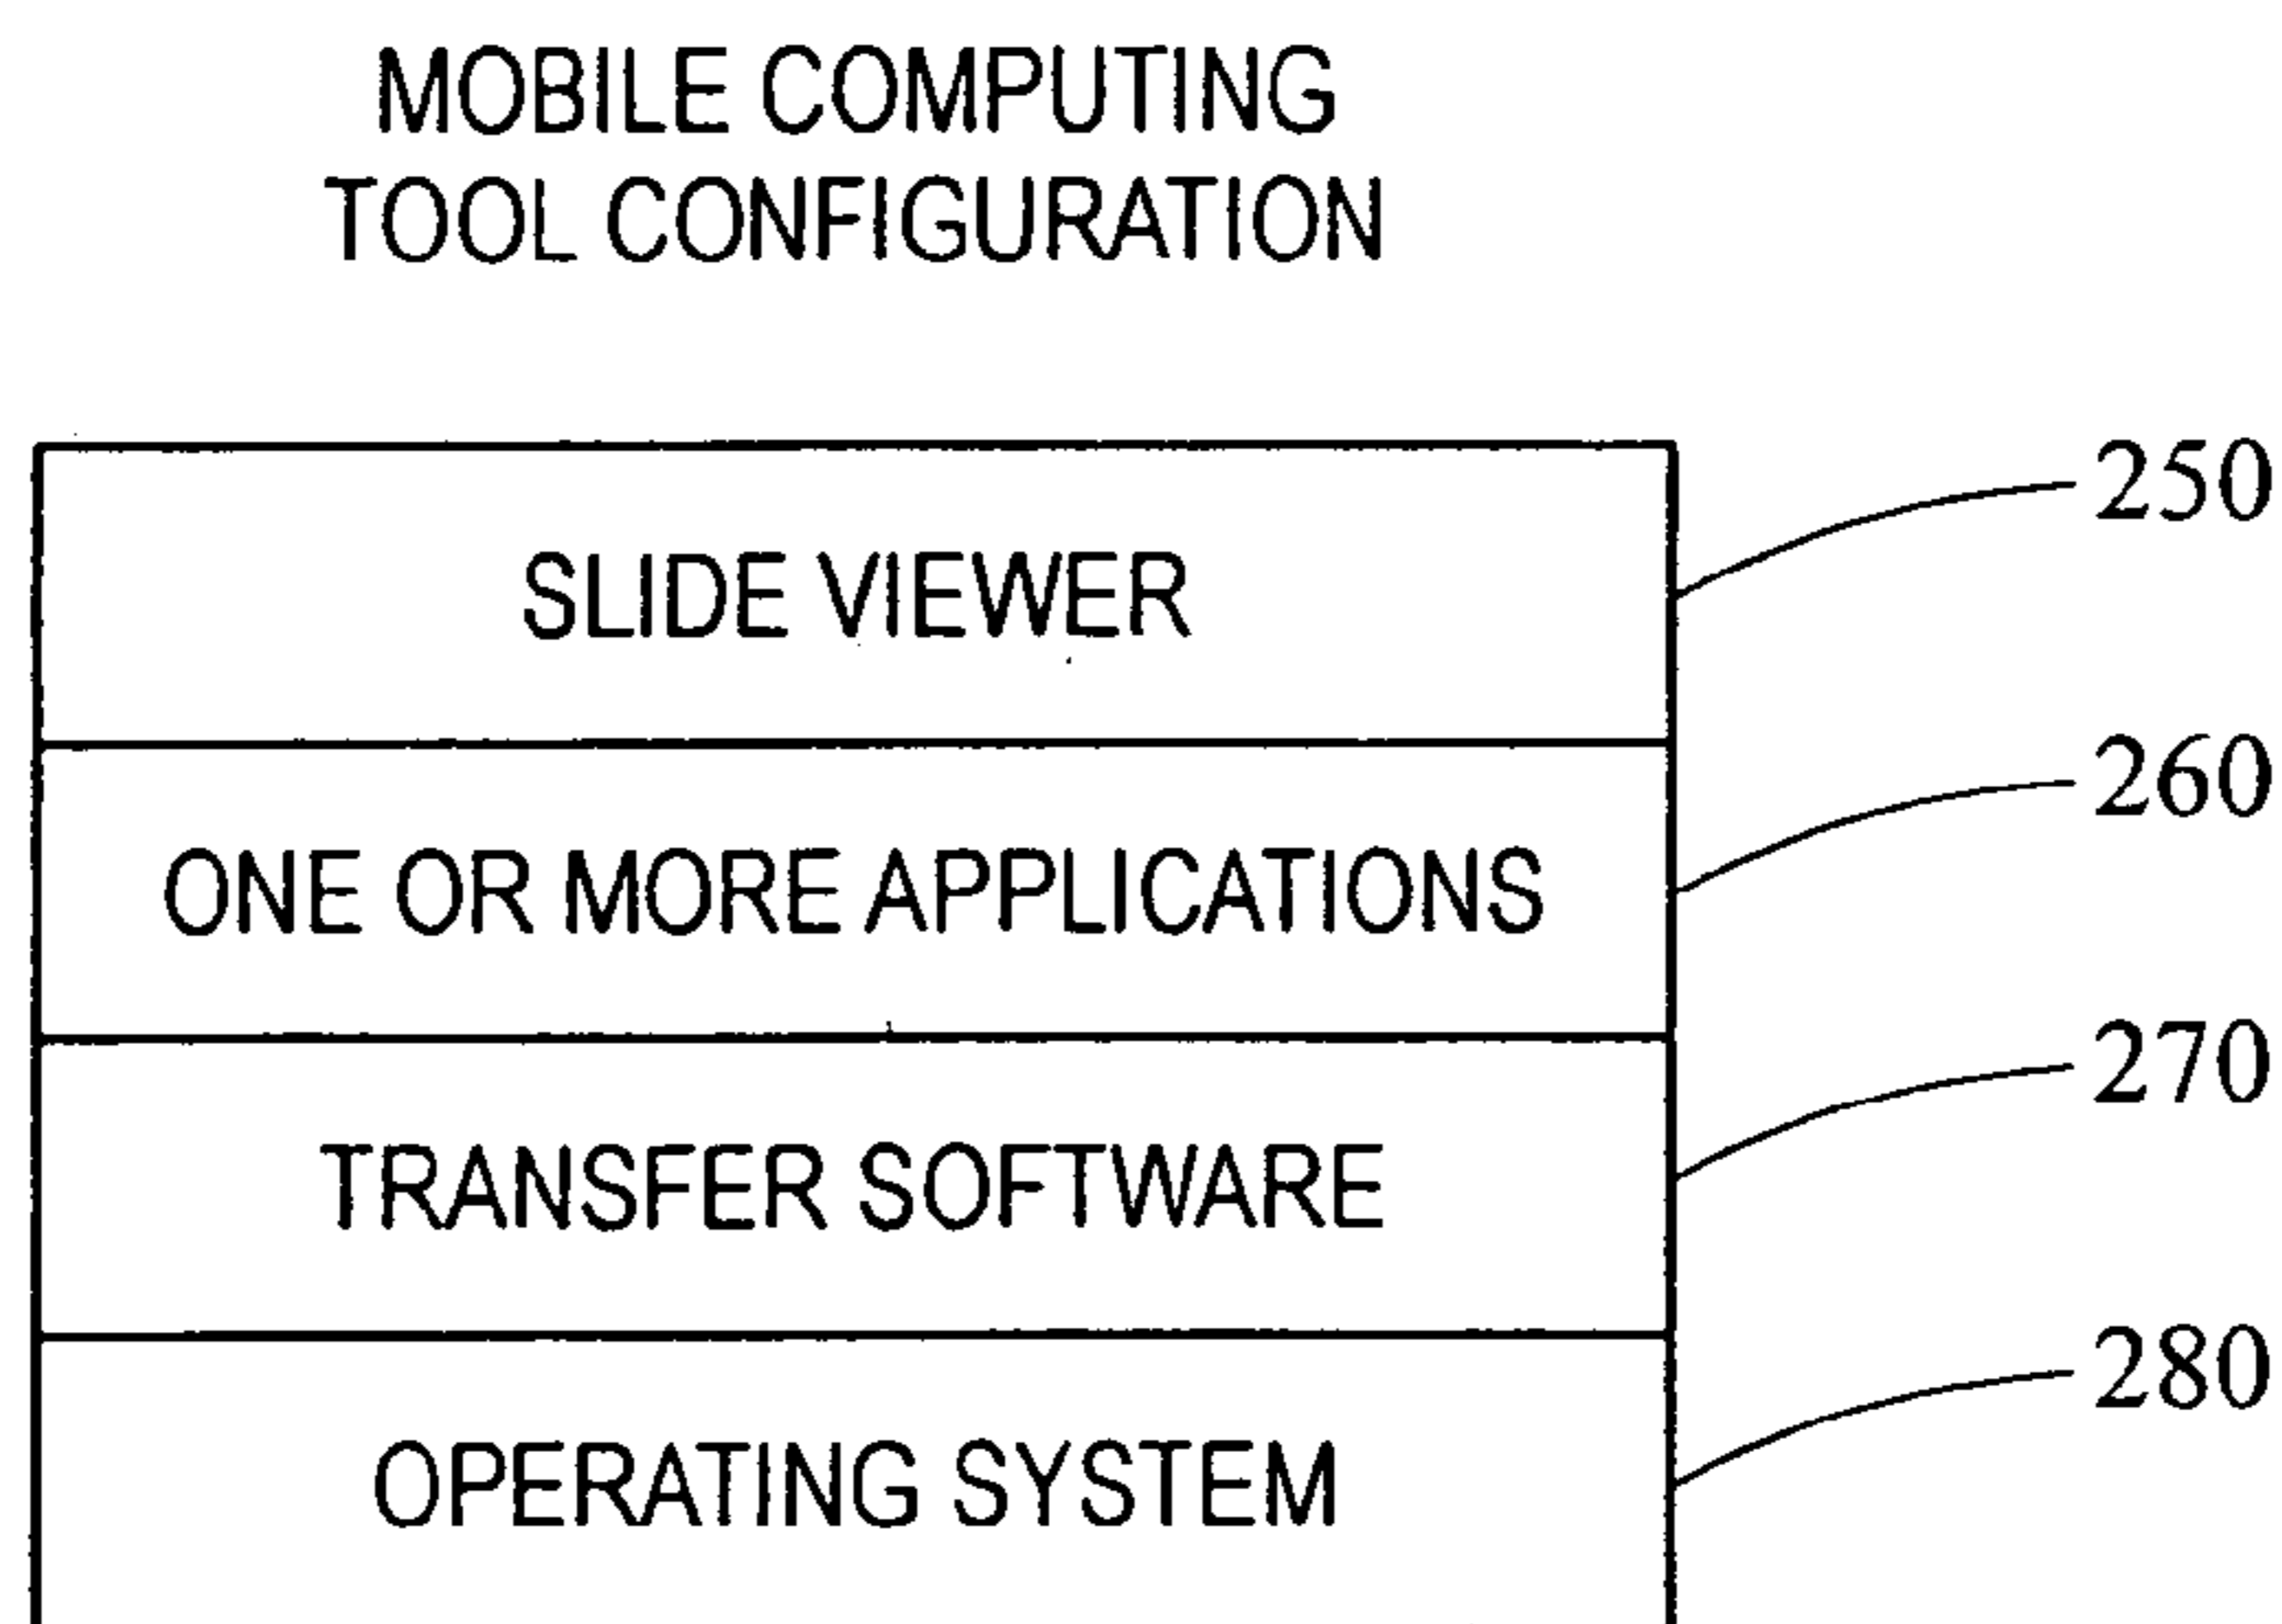 MOBILE COMPUTING
TOOL CONFIGURATION
SLIDE VIEWER
250
ONE OR MORE APPLICATIONS
260
TRANSFER SOFTWARE
270
OPERATING SYSTEM
280